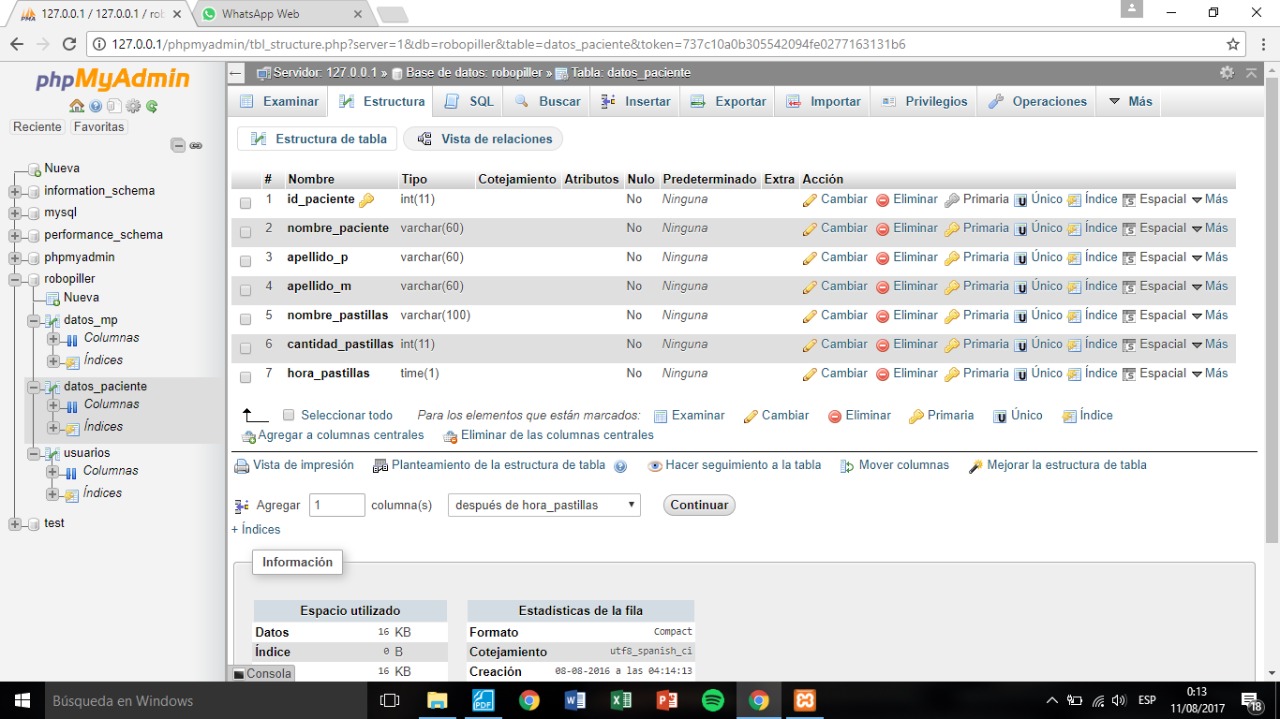 127.0.0.1 / 127.0.0.1 / rob
WhatsApp Web
127.0.0.1/phpmyadmin/tbl_structure.php?server=1&db=robopiller&table=datos_paciente&token=737c10a0b305542094fe0277163131b6
phpMyAdmin
Reciente Favoritas
Nueva
information_schema
mysql
performance_schema
phpmyadmin
robopiller
Nueva
datos_mp
Columnas
Índices
datos_paciente
Columnas
Índices
usuarios
Columnas
Índices
test
Servidor: 127.0.0.1 » Base de datos: robopiller » Tabla: datos_paciente
Examinar Estructura SQL Buscar Insertar Exportar Importar Privilegios Operaciones Más
Estructura de tabla Vista de relaciones
# Nombre Tipo Cotejamiento Atributos Nulo Predeterminado Extra Acción
1 id_paciente int(11) No Ninguna Cambiar Eliminar Primaria Único Índice Espacial Más
2 nombre_paciente varchar(60) No Ninguna Cambiar Eliminar Primaria Único Índice Espacial Más
3 apellido_p varchar(60) No Ninguna Cambiar Eliminar Primaria Único Índice Espacial Más
4 apellido_m varchar(60) No Ninguna Cambiar Eliminar Primaria Único Índice Espacial Más
5 nombre_pastillas varchar(100) No Ninguna Cambiar Eliminar Primaria Único Índice Espacial Más
6 cantidad_pastillas int(11) No Ninguna Cambiar Eliminar Primaria Único Índice Espacial Más
7 hora_pastillas time(1) No Ninguna Cambiar Eliminar Primaria Único Índice Espacial Más
Seleccionar todo Para los elementos que están marcados: Examinar Cambiar Eliminar Primaria Único Índice
Agregar a columnas centrales Eliminar de las columnas centrales
Vista de impresión Planteamiento de la estructura de tabla Hacer seguimiento a la tabla Mover columnas Mejorar la estructura de tabla
Agregar 1 columna(s) después de hora_pastillas Continuar
+ Índices
Información
Espacio utilizado
Datos 16 KB
Índice 0 B
16 KB
Estadísticas de la fila
Formato Compact
Cotejamiento utf8_spanish_ci
Creación 08-08-2016 a las 04:14:13
Consola
Búsqueda en Windows
ESP
0:13
11/08/2017
18